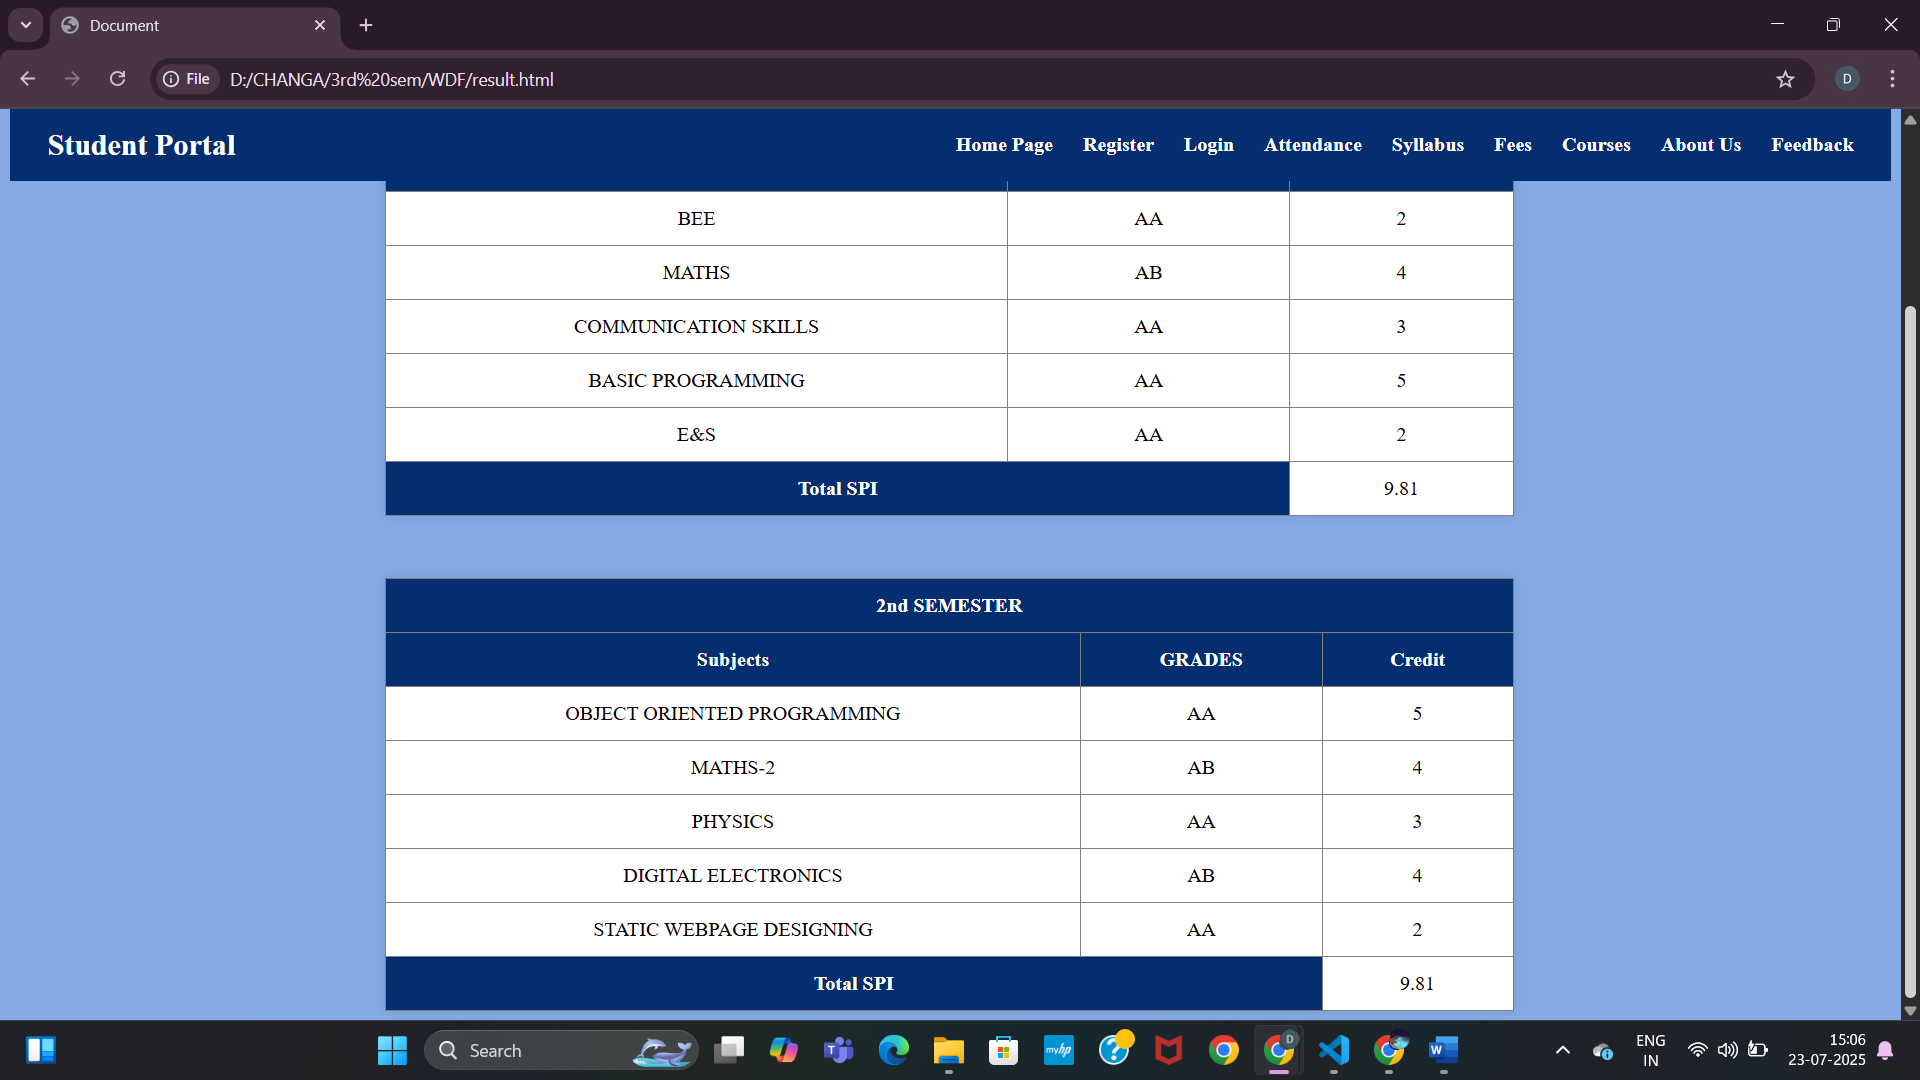 Document
File D:/CHANGA/3rd%20sem/WDF/result.html
D
Student Portal Home Page Register Login Attendance Syllabus Fees Courses About Us Feedback
BEE AA 2
MATHS AB 4
COMMUNICATION SKILLS AA 3
BASIC PROGRAMMING AA 5
E&S AA 2
Total SPI 9.81
2nd SEMESTER
Subjects GRADES Credit
OBJECT ORIENTED PROGRAMMING AA 5
MATHS-2 AB 4
PHYSICS AA 3
DIGITAL ELECTRONICS AB 4
STATIC WEBPAGE DESIGNING AA 2
Total SPI 9.81
Search
myhp
D
W
ENG
IN
15:06
23-07-2025